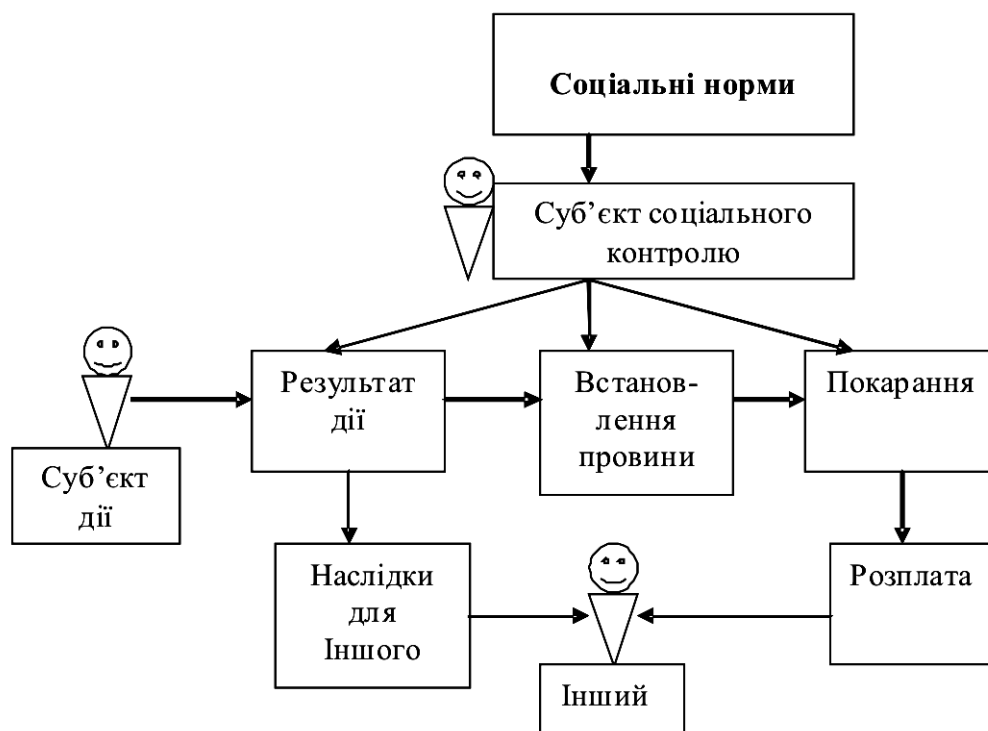 Соціальні норми
Суб’єкт соціального
контролю
Результат
дії
Встанов-
лення
провини
Покарання
Суб’єкт
дії
Наслідки
для
Іншого
Розплата
Інший